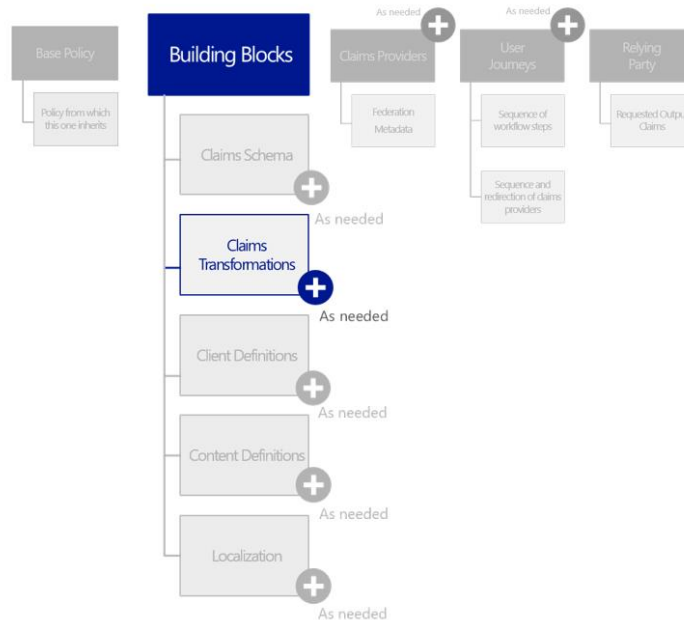 As needed
As needed
Base Policy
Building Blocks
Claims Providers
User
Journeys
Relying
Party
Policy from which
this one inherits
Federation
Metadata
Sequence of
workflow steps
Requested Output
Claims
Sequence and
redirection of claims
providers
Claims Schema
As needed
Claims
Transformations
As needed
Client Definitions
As needed
Content Definitions
As needed
Localization
As needed